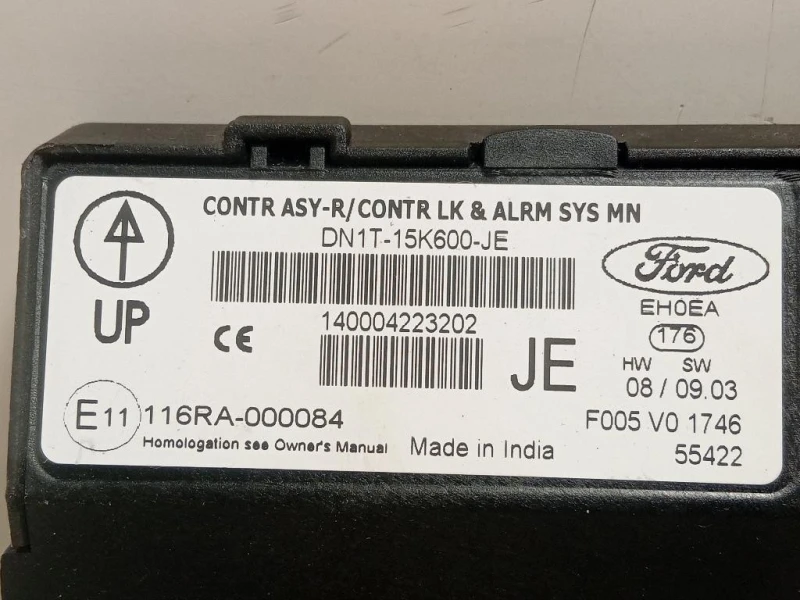 CONTR ASY-R/CONTR LK & ALRM SYS MN
DN1T-15K600-JE
Ford
EH0EA
176
UP
CE
140004223202
JE
HW SW
08 / 09.03
E11 116RA-000084
F005 V0 1746
Homologation see Owner's Manual
Made in India
55422